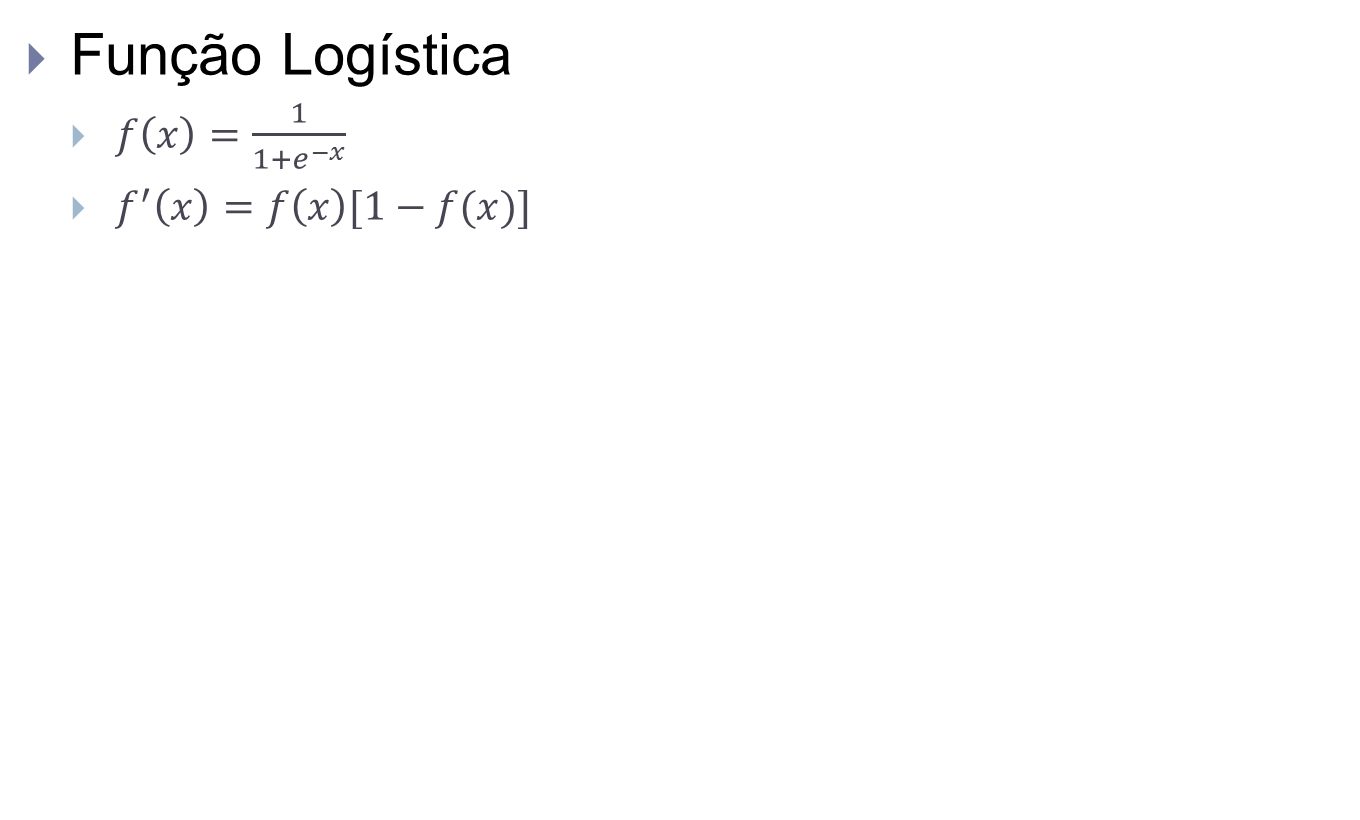 Função Logística
f(x) = 1/(1+e^{−x})
f′(x) = f(x)[1 − f(x)]